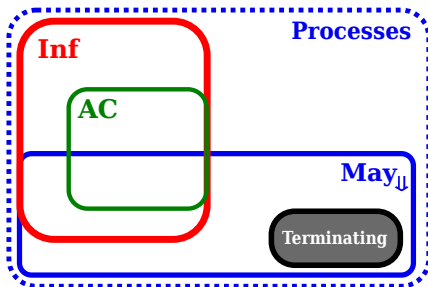 Processes
Inf
AC
May⇓
Terminating